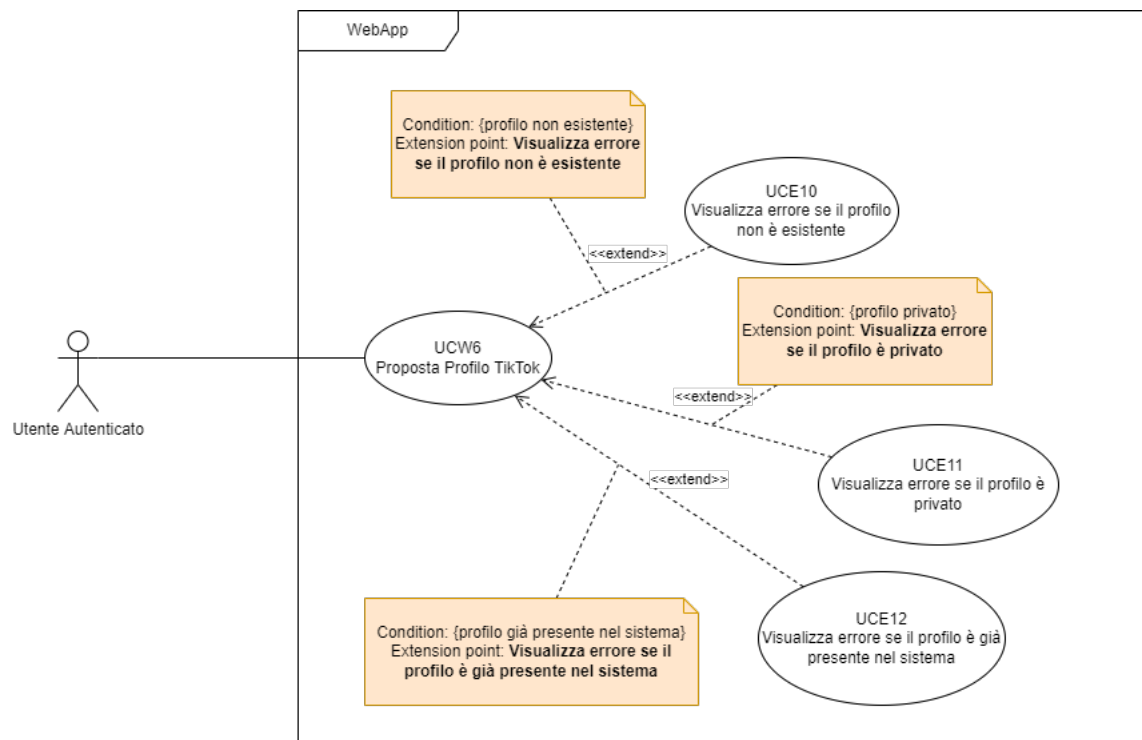 WebApp
Condition: {profilo non esistente}
Extension point: Visualizza errore
se il profilo non è esistente
UCE10
Visualizza errore se il profilo
non è esistente
<<extend>>
Condition: {profilo privato}
Extension point: Visualizza errore
se il profilo è privato
UCW6
Proposta Profilo TikTok
<<extend>>
Utente Autenticato
UCE11
Visualizza errore se il profilo è
privato
<<extend>>
Condition: {profilo già presente nel sistema}
Extension point: Visualizza errore se il
profilo è già presente nel sistema
UCE12
Visualizza errore se il profilo è già
presente nel sistema